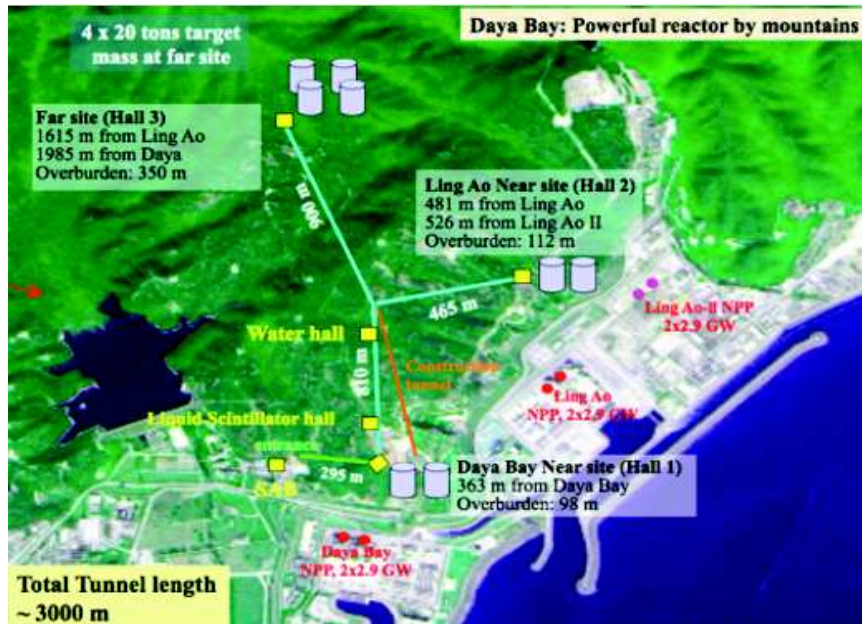 4 x 20 tons target
mass at far site
Daya Bay: Powerful reactor by mountains
Far site (Hall 3)
1615 m from Ling Ao
1985 m from Daya
Overburden: 350 m
900 m
Ling Ao Near site (Hall 2)
481 m from Ling Ao
526 m from Ling Ao II
Overburden: 112 m
465 m
Ling Ao-II NPP
2x2.9 GW
Water hall
810 m
Construction
tunnel
Ling Ao
NPP, 2x2.9 GW
Liquid Scintillator hall
entrance
295 m
SAB
Daya Bay Near site (Hall 1)
363 m from Daya Bay
Overburden: 98 m
Daya Bay
NPP, 2x2.9 GW
Total Tunnel length
~ 3000 m